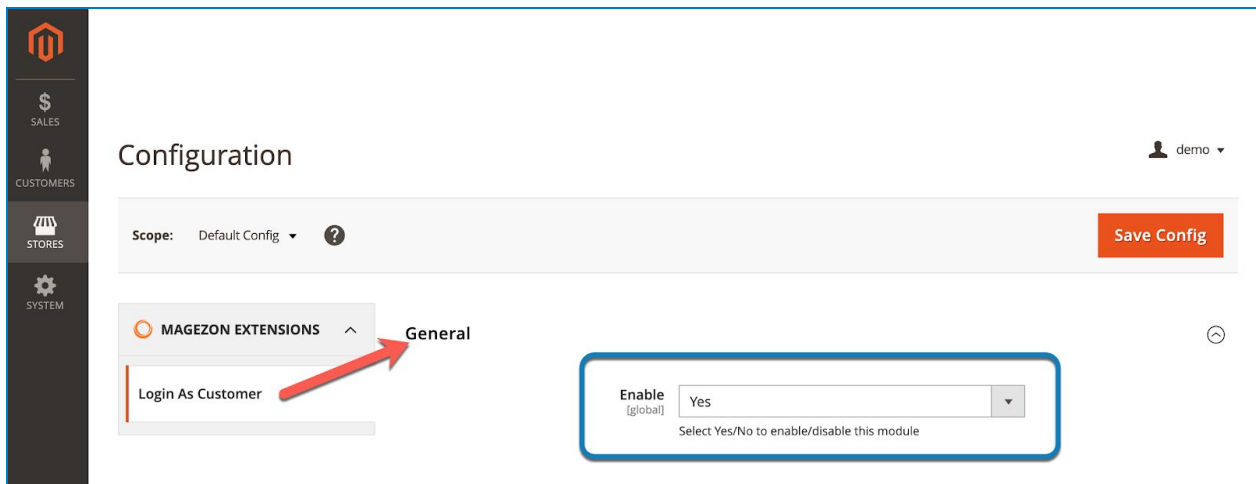 $
SALES
CUSTOMERS
STORES
SYSTEM
Configuration
demo
Scope: Default Config ?
Save Config
MAGEZON EXTENSIONS
General
Login As Customer
Enable
Yes
[global]
Select Yes/No to enable/disable this module